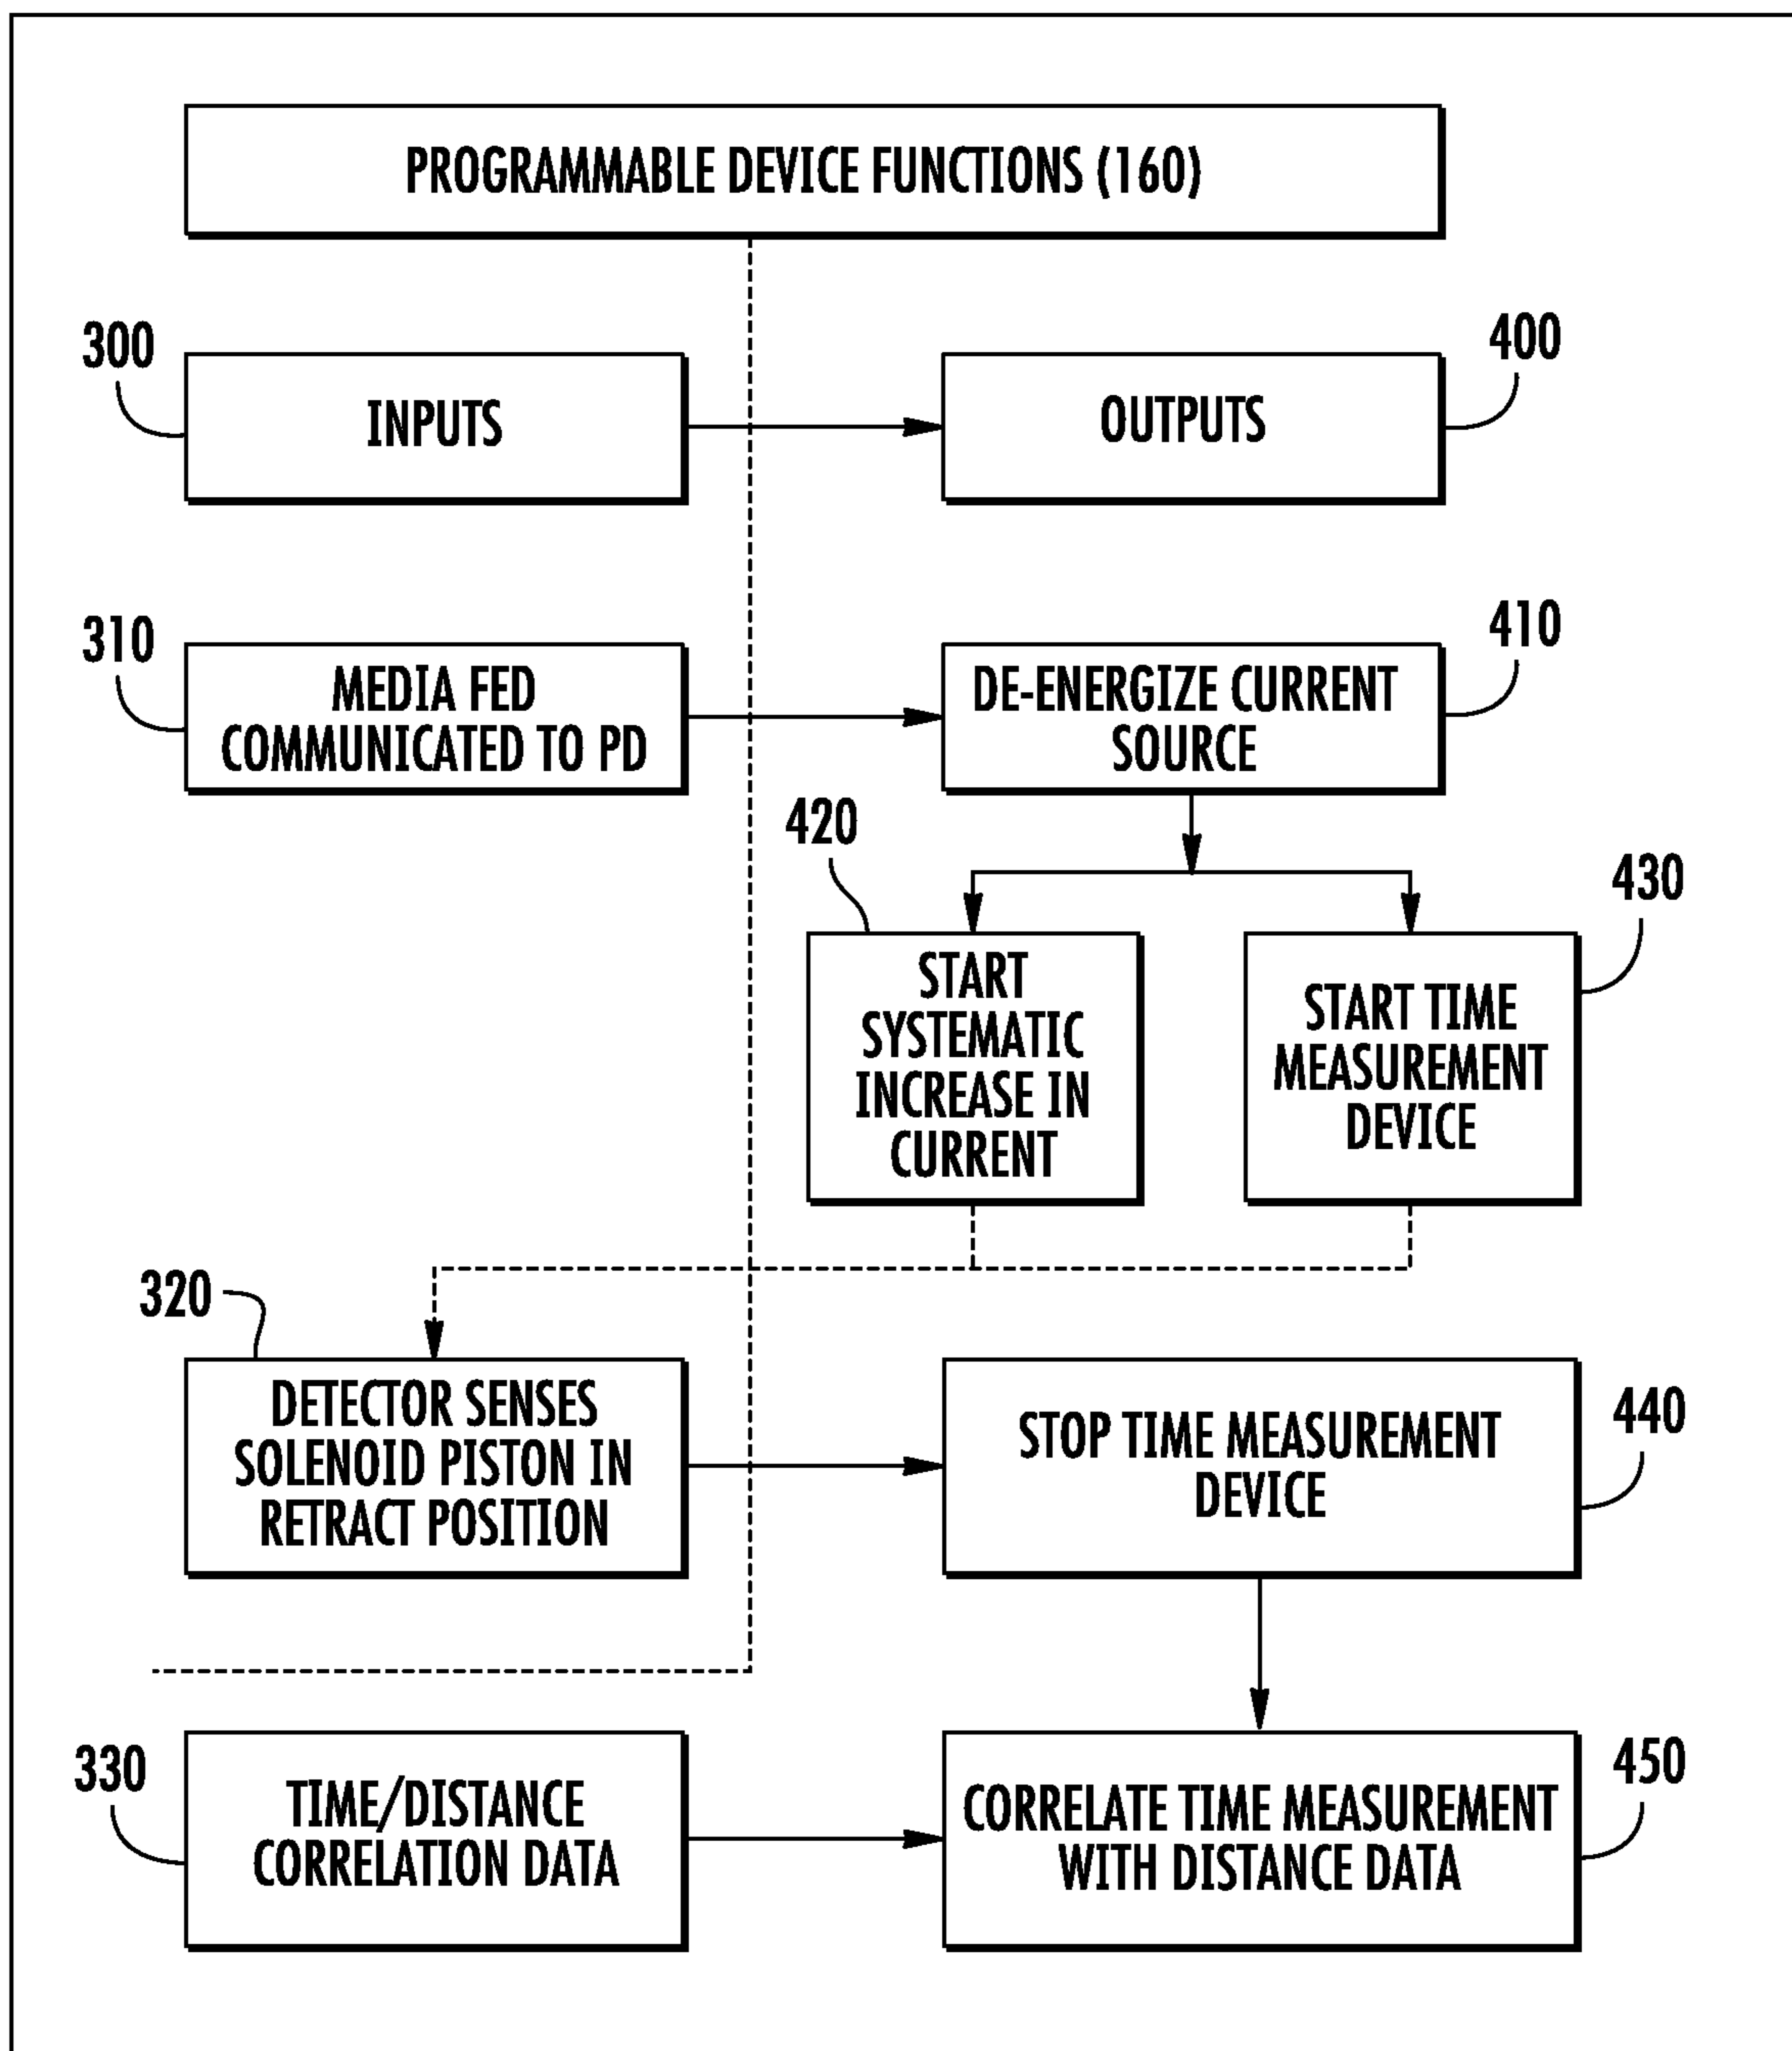 PROGRAMMABLE DEVICE FUNCTIONS (160)
300
INPUTS
400
OUTPUTS
310
MEDIA FED
COMMUNICATED TO PD
410
DE-ENERGIZE CURRENT
SOURCE
420
START
SYSTEMATIC
INCREASE IN
CURRENT
430
START TIME
MEASUREMENT
DEVICE
320
DETECTOR SENSES
SOLENOID PISTON IN
RETRACT POSITION
440
STOP TIME MEASUREMENT
DEVICE
330
TIME/DISTANCE
CORRELATION DATA
450
CORRELATE TIME MEASUREMENT
WITH DISTANCE DATA